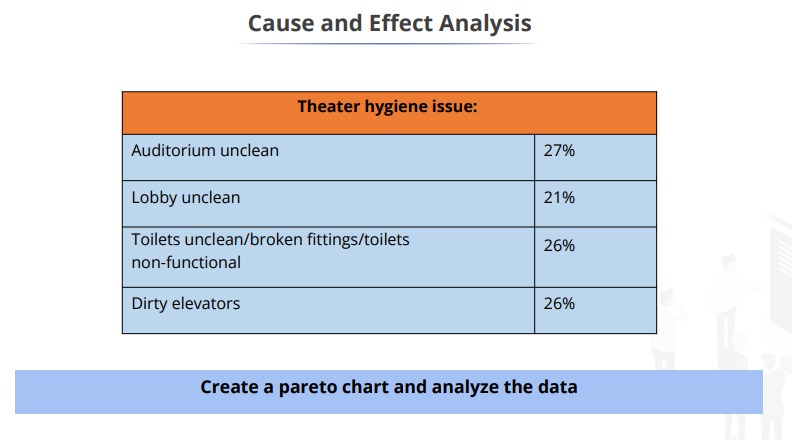 Cause and Effect Analysis
Theater hygiene issue:
Auditorium unclean 27%
Lobby unclean 21%
Toilets unclean/broken fittings/toilets
non-functional 26%
Dirty elevators 26%
Create a pareto chart and analyze the data